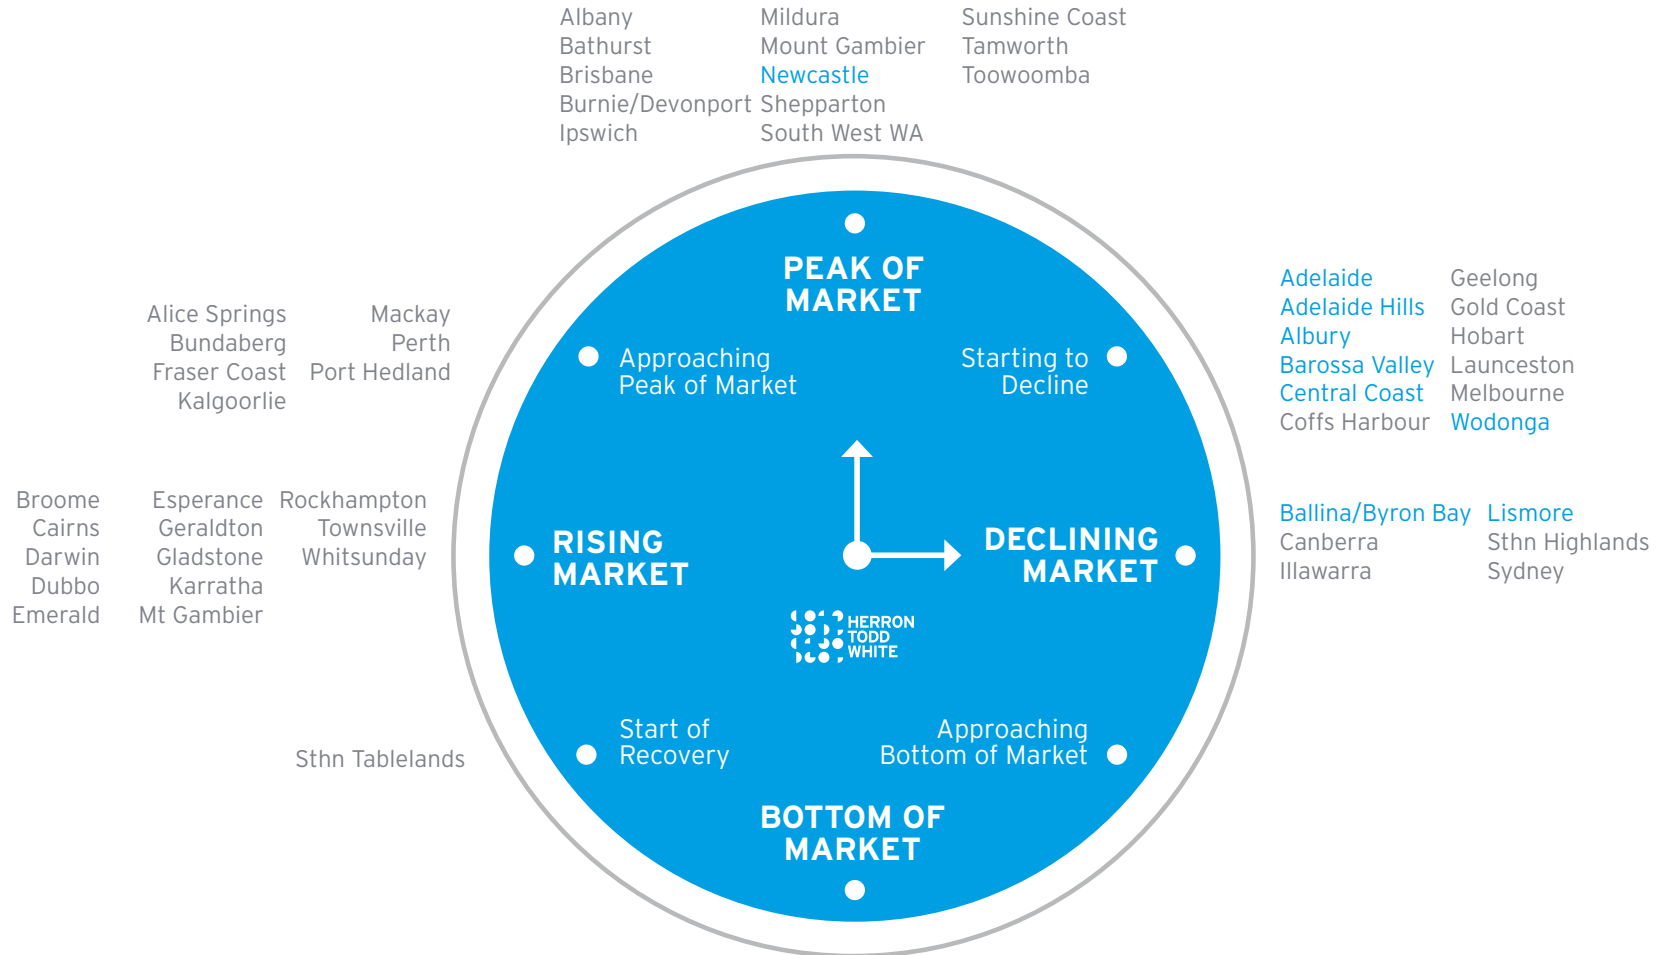 Albany
Bathurst
Brisbane
Burnie/Devonport
Ipswich
Mildura
Mount Gambier
Newcastle
Shepparton
South West WA
Sunshine Coast
Tamworth
Toowoomba
PEAK OF
MARKET
Alice Springs
Bundaberg
Fraser Coast
Kalgoorlie
Mackay
Perth
Port Hedland
Approaching
Peak of Market
Starting to
Decline
Adelaide
Adelaide Hills
Albury
Barossa Valley
Central Coast
Coffs Harbour
Geelong
Gold Coast
Hobart
Launceston
Melbourne
Wodonga
Broome
Cairns
Darwin
Dubbo
Emerald
Esperance
Geraldton
Gladstone
Karratha
Mt Gambier
Rockhampton
Townsville
Whitsunday
RISING
MARKET
DECLINING
MARKET
Ballina/Byron Bay
Canberra
Illawarra
Lismore
Sthn Highlands
Sydney
HERRON
TODD
WHITE
Sthn Tablelands
Start of
Recovery
Approaching
Bottom of Market
BOTTOM OF
MARKET